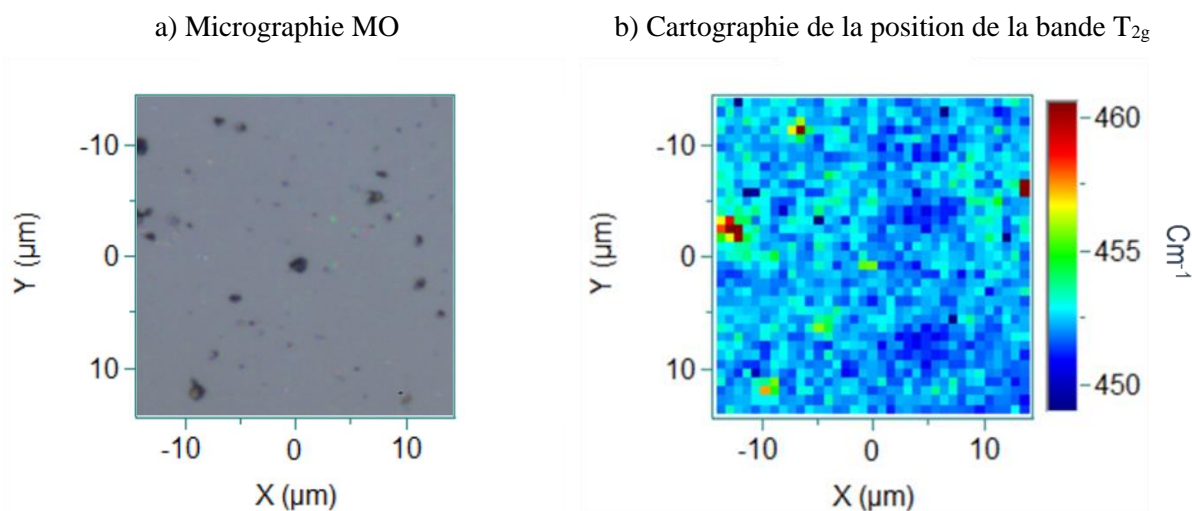 a) Micrographie MO
b) Cartographie de la position de la bande T₂g
-10
0
10
Y (µm)
-10
0
10
X (µm)
-10
0
10
Y (µm)
-10
0
10
X (µm)
460
455
450
Cm⁻¹